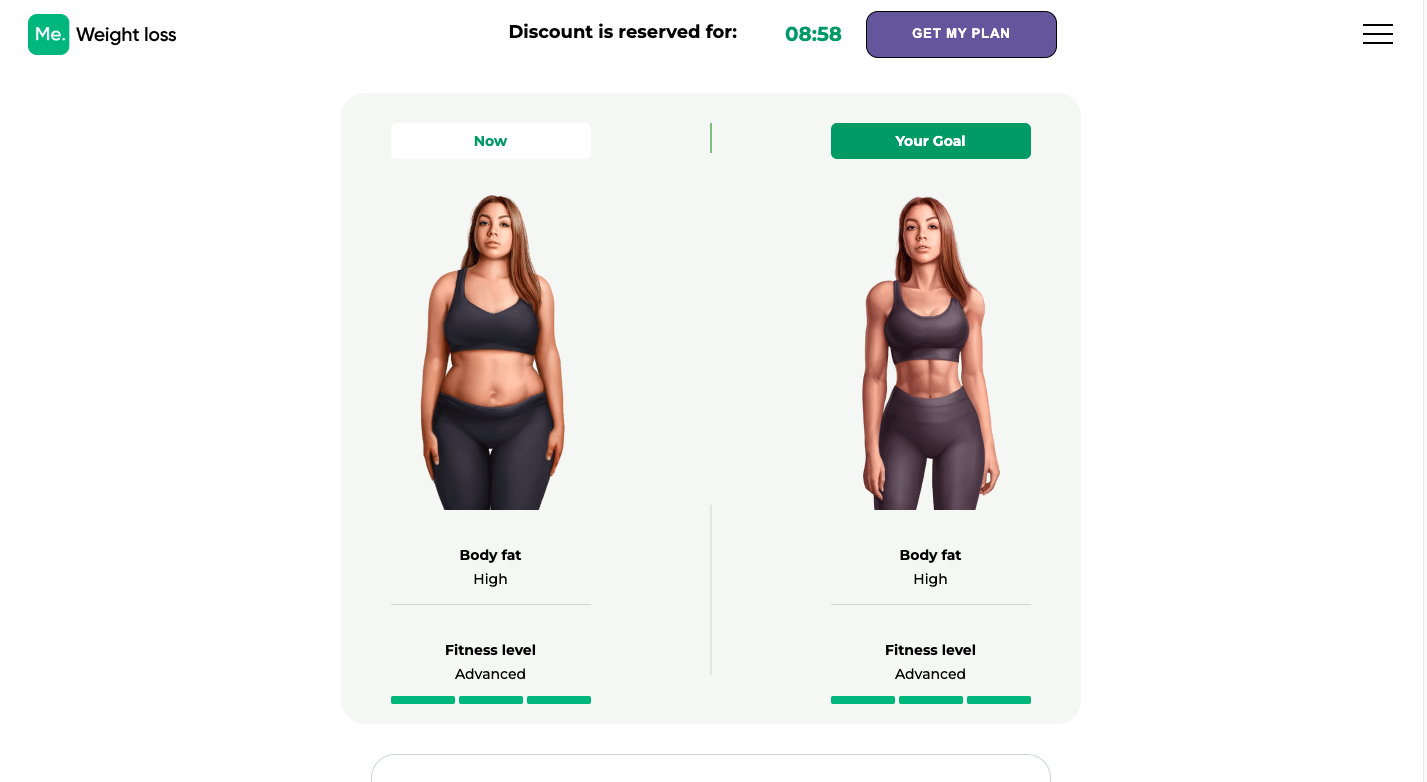 Me. Weight loss
Discount is reserved for: 08:58 GET MY PLAN
Now
Your Goal
Body fat
High
Body fat
High
Fitness level
Advanced
Fitness level
Advanced